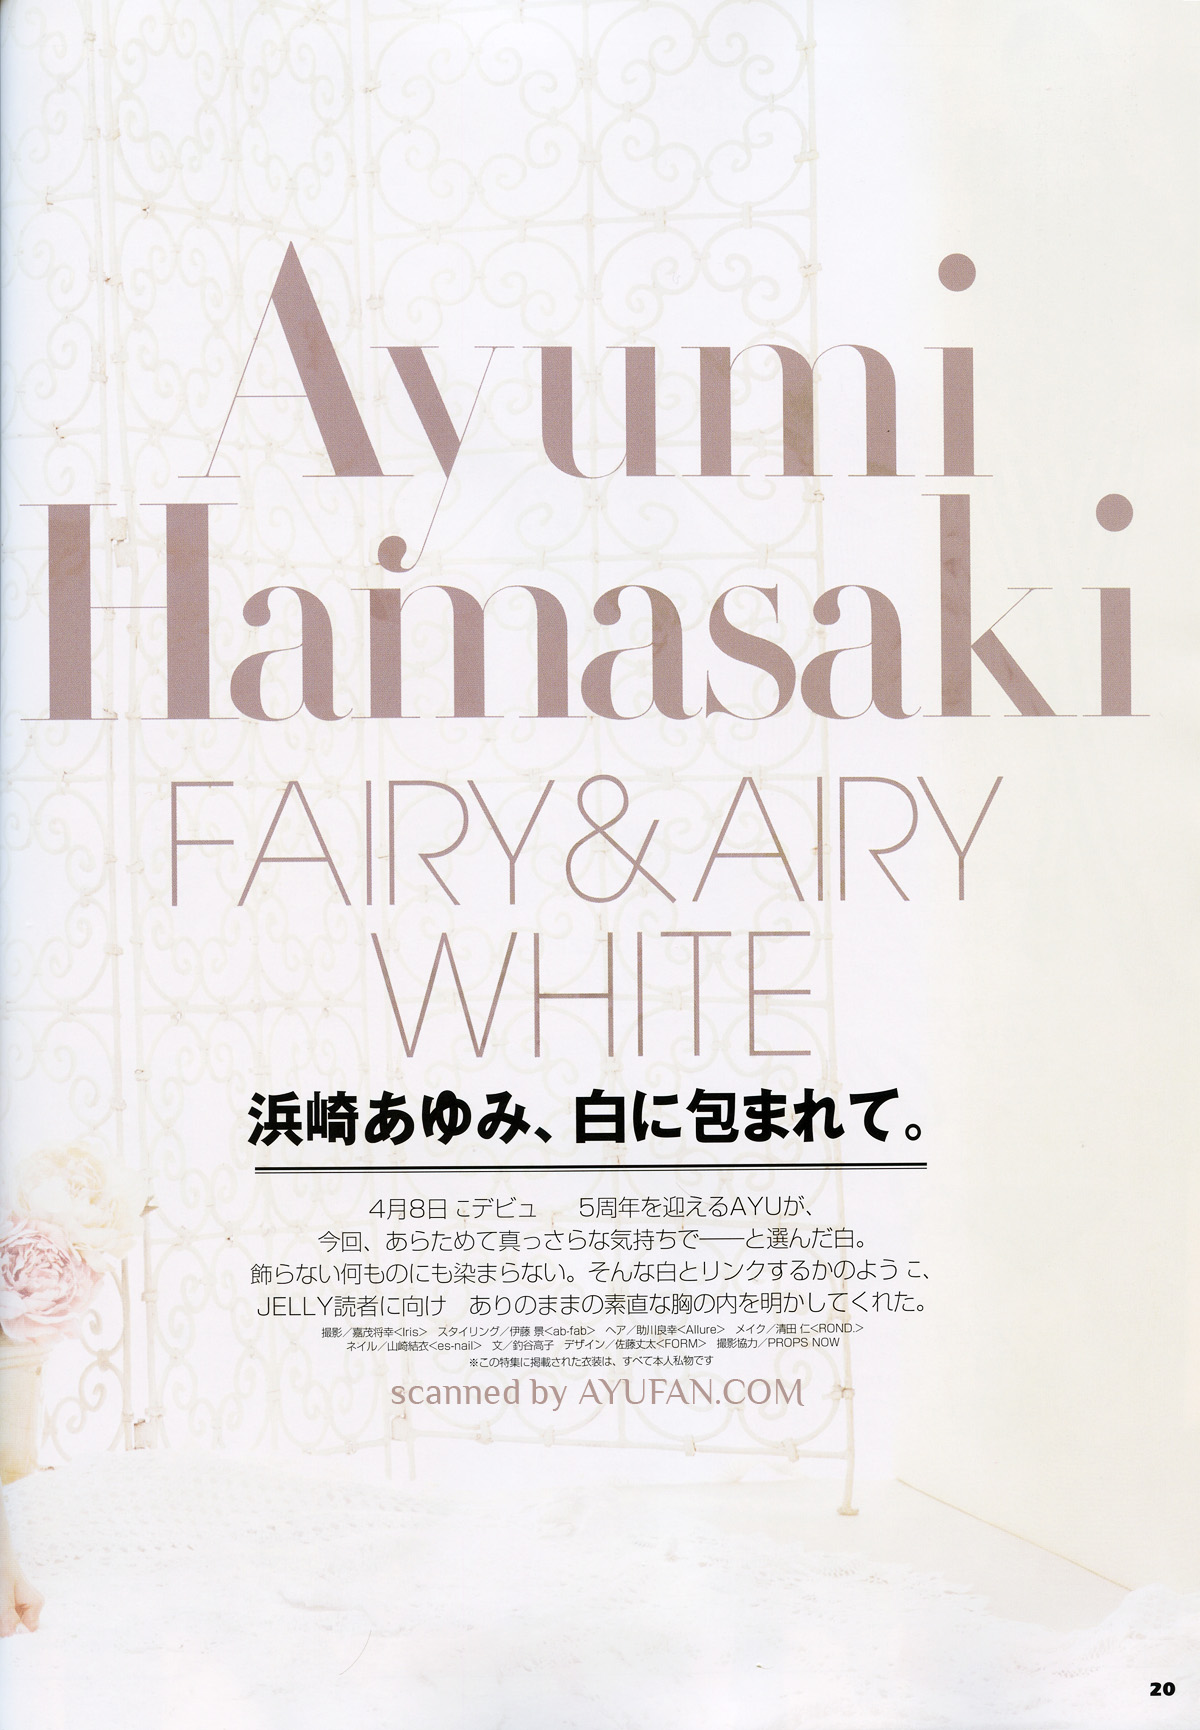 Ayumi
Hamasaki
FAIRY & AIRY
WHITE
浜崎あゆみ、白に包まれて。
4月8日 こデビュ 5周年を迎えるAYUが、
今回、あらためて真っさらな気持ちで――と選んだ白。
飾らない何ものにも染まらない。そんな白とリンクするかのよう こ、
JELLY読者に向け ありのままの素直な胸の内を明かしてくれた。
撮影／嘉茂将幸<Iris> スタイリング／伊藤 景<ab-fab> ヘア／助川良幸<Allure> メイク／清田 仁<ROND.>
ネイル／山崎結衣<es-nail> 文／釣谷高子 デザイン／佐藤丈太<FORM> 撮影協力／PROPS NOW
※この特集に掲載された衣装は、すべて本人私物です
scanned by AYUFAN.COM
20